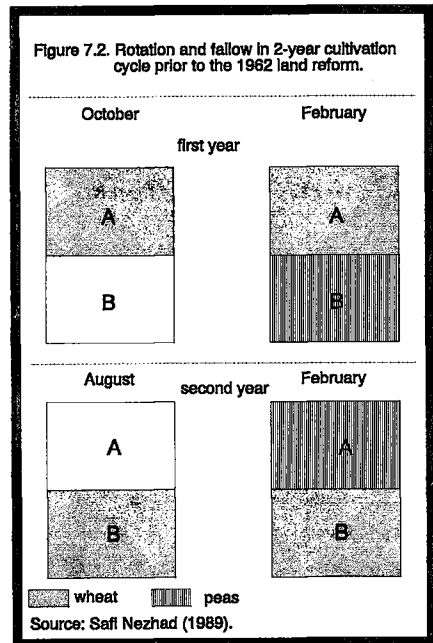 Figure 7.2. Rotation and fallow in 2-year cultivation
cycle prior to the 1962 land reform.
October February
first year
A A
B B
August second year February
A A
B B
wheat peas
Source: Safi Nezhad (1989).